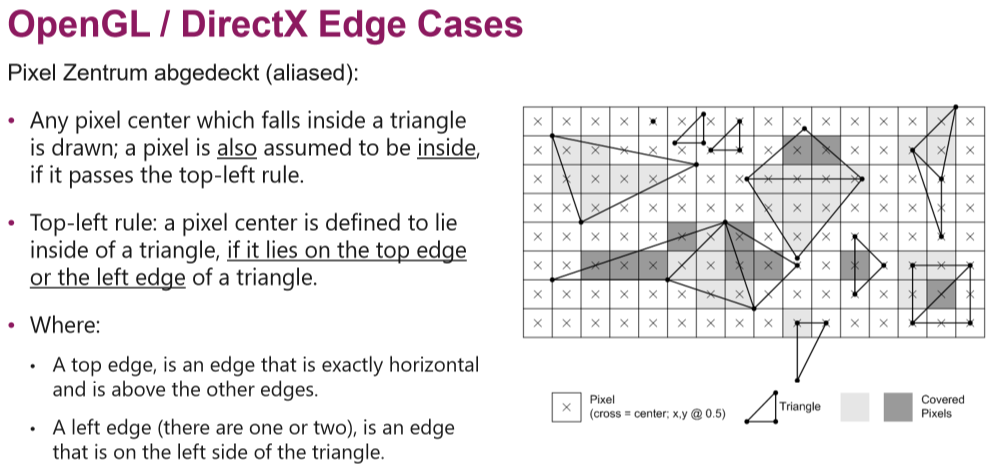 OpenGL / DirectX Edge Cases
Pixel Zentrum abgedeckt (aliased):
• Any pixel center which falls inside a triangle
is drawn; a pixel is also assumed to be inside,
if it passes the top-left rule.
• Top-left rule: a pixel center is defined to lie
inside of a triangle, if it lies on the top edge
or the left edge of a triangle.
• Where:
• A top edge, is an edge that is exactly horizontal
and is above the other edges.
• A left edge (there are one or two), is an edge
that is on the left side of the triangle.
Pixel
(cross = center; x,y @ 0.5)
Triangle
Covered
Pixels